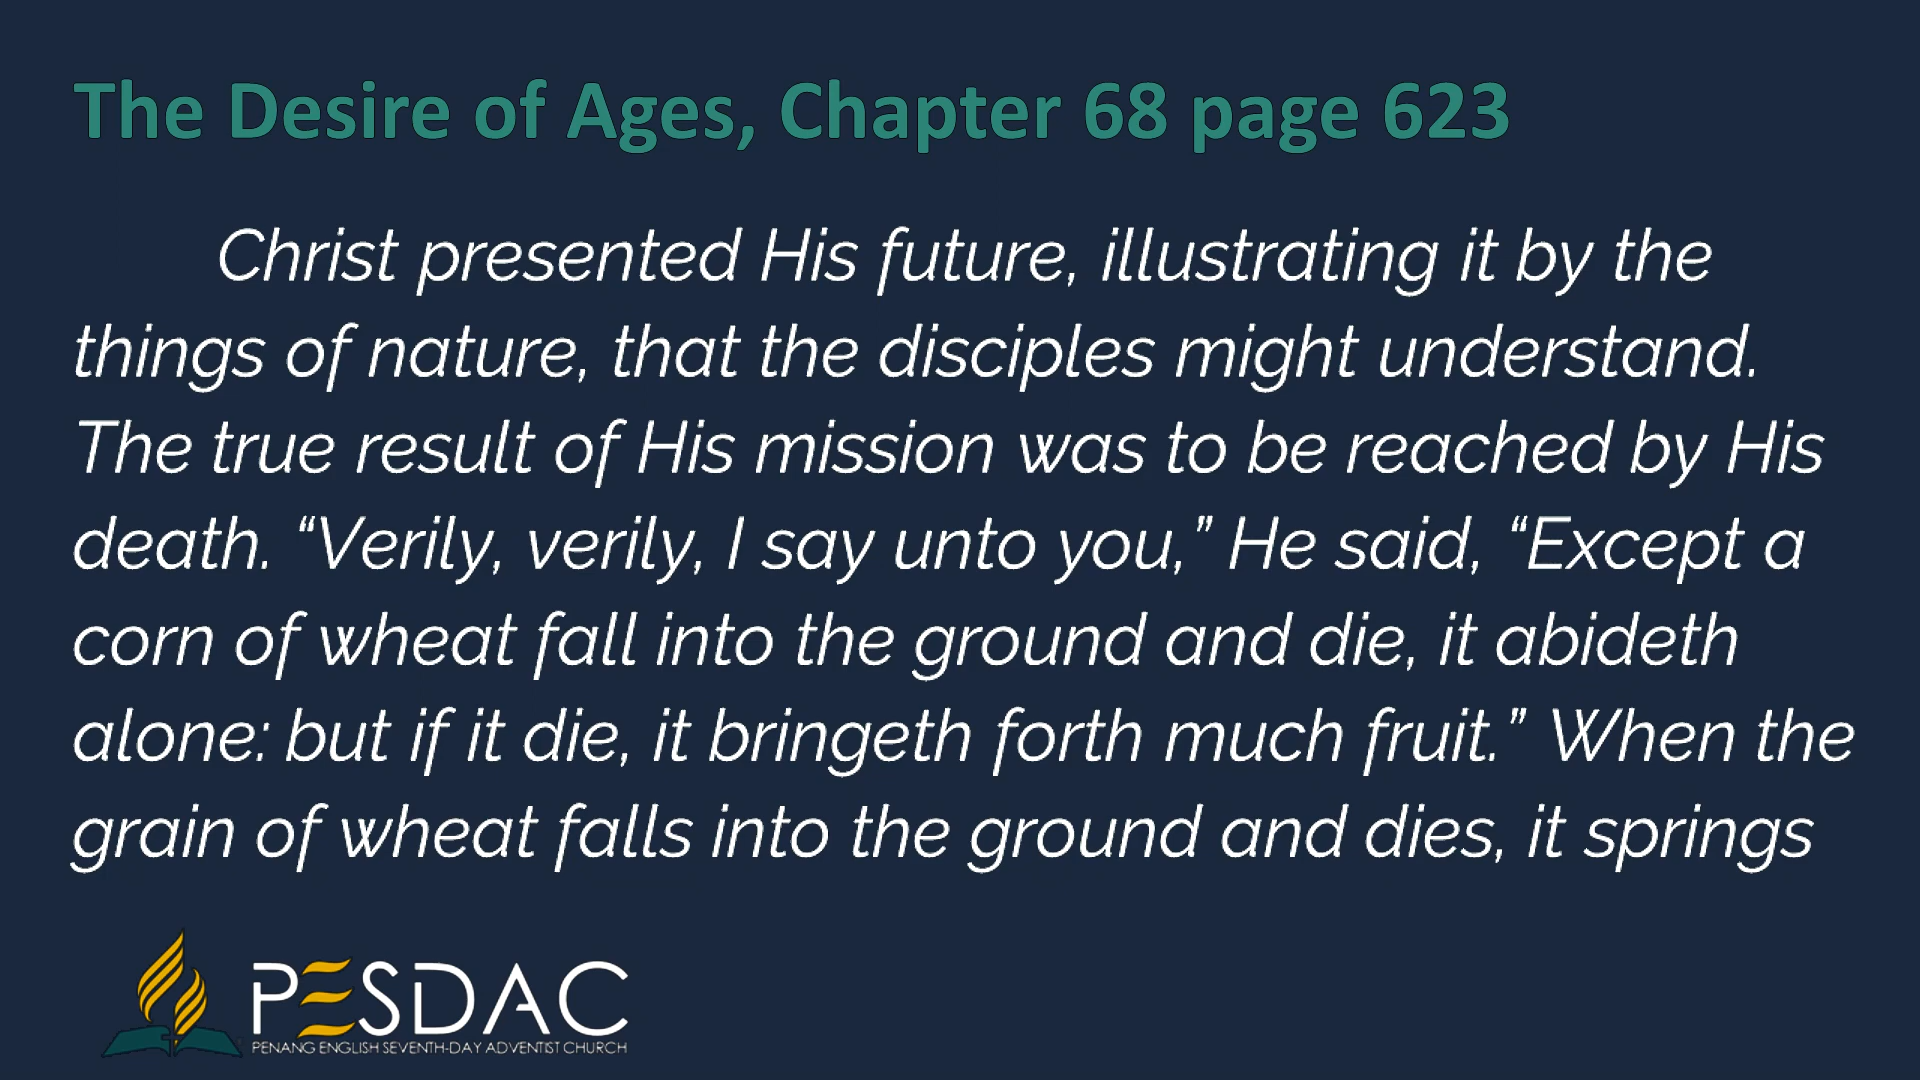 The Desire of Ages, Chapter 68 page 623
Christ presented His future, illustrating it by the
things of nature, that the disciples might understand.
The true result of His mission was to be reached by His
death. “Verily, verily, I say unto you,” He said, “Except a
corn of wheat fall into the ground and die, it abideth
alone: but if it die, it bringeth forth much fruit.” When the
grain of wheat falls into the ground and dies, it springs
PESDAC
PENANG ENGLISH SEVENTH-DAY ADVENTIST CHURCH